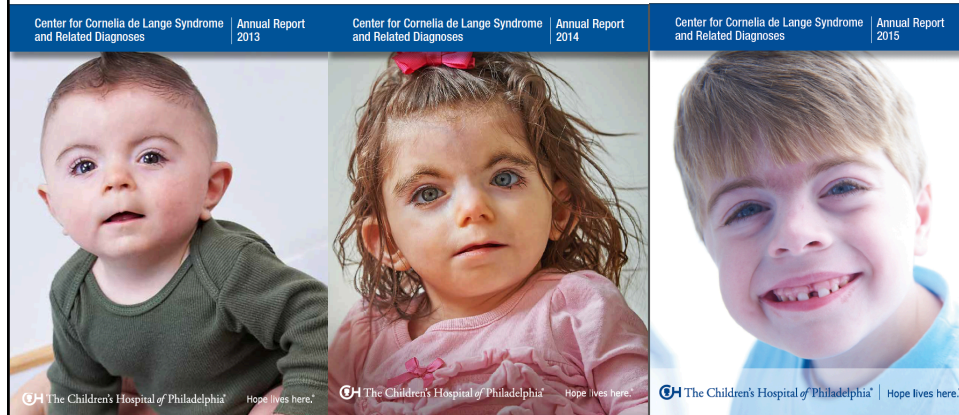 Center for Cornelia de Lange Syndrome
and Related Diagnoses
Annual Report
2013
CH The Children's Hospital of Philadelphia®
Hope lives here.®
Center for Cornelia de Lange Syndrome
and Related Diagnoses
Annual Report
2014
CH The Children's Hospital of Philadelphia®
Hope lives here.®
Center for Cornelia de Lange Syndrome
and Related Diagnoses
Annual Report
2015
CH The Children's Hospital of Philadelphia®
Hope lives here.®